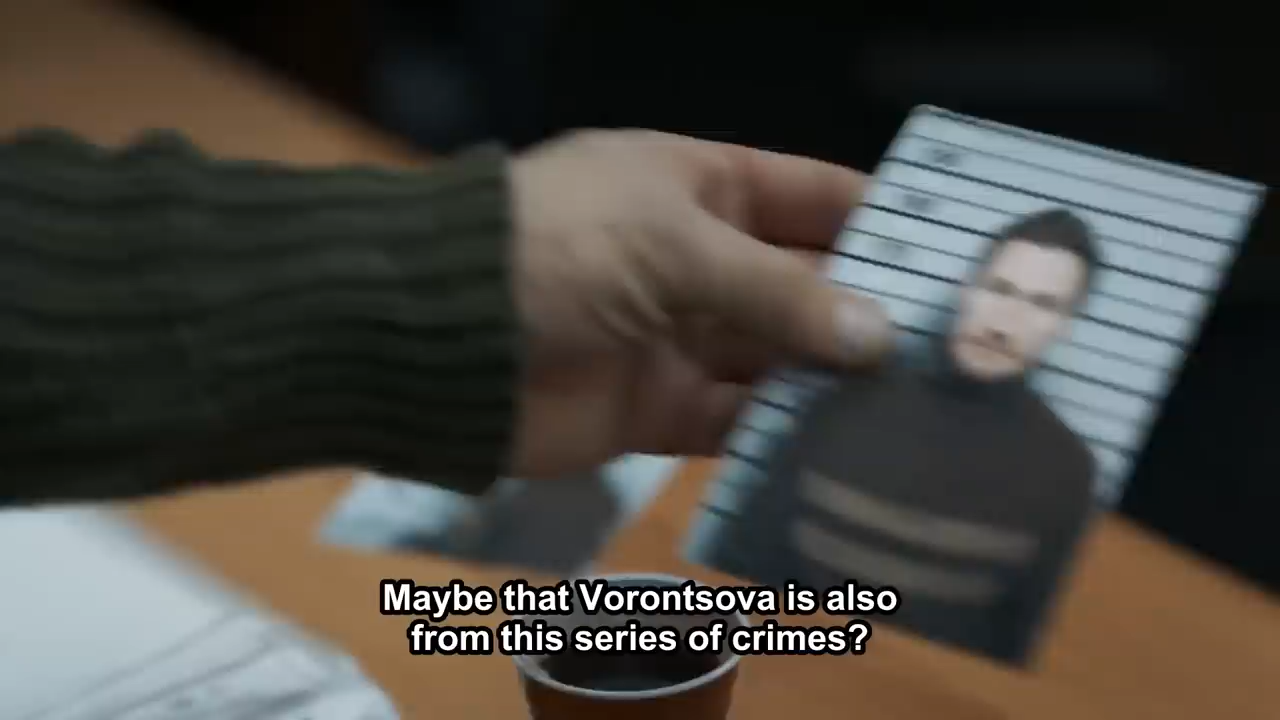 Maybe that Vorontsova is also
from this series of crimes?